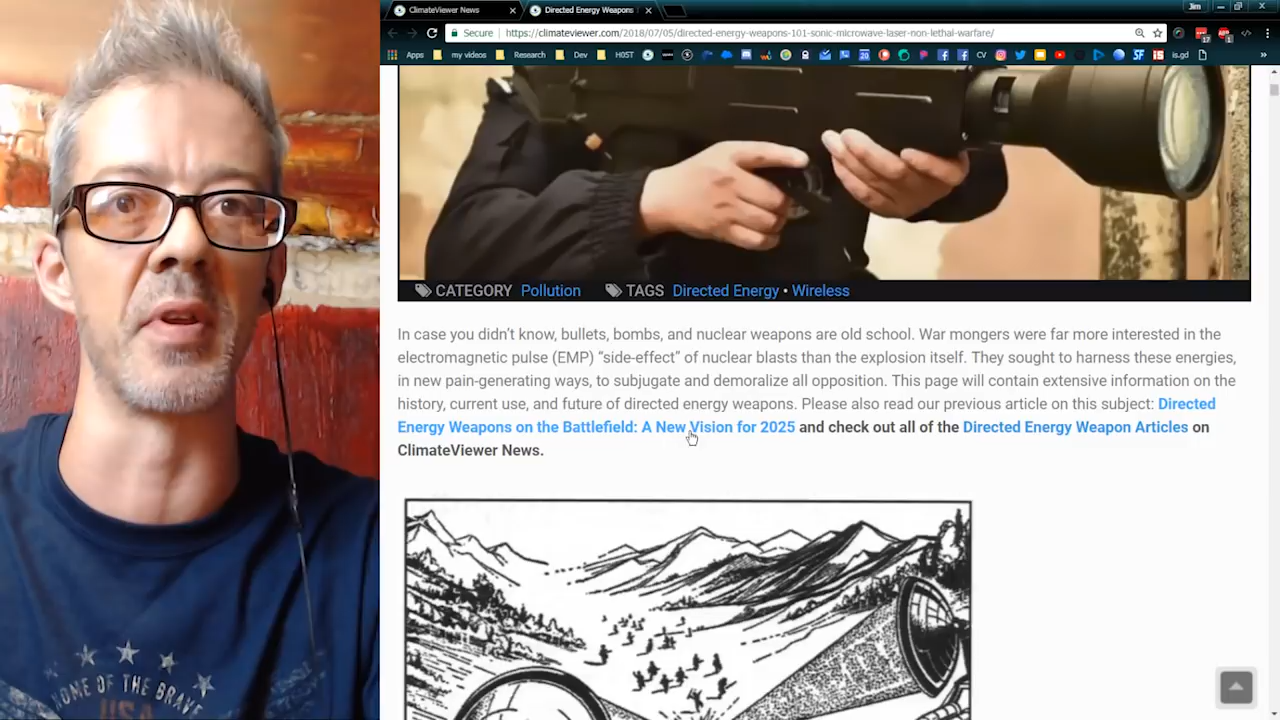 ClimateViewer News
Directed Energy Weapons
Jim
Secure
https://climateviewer.com/2018/07/05/directed-energy-weapons-101-sonic-microwave-laser-non-lethal-warfare/
Apps
my videos
Research
Dev
H05T
CV
is.gd
CATEGORY Pollution TAGS Directed Energy • Wireless
In case you didn't know, bullets, bombs, and nuclear weapons are old school. War mongers were far more interested in the
electromagnetic pulse (EMP) “side-effect” of nuclear blasts than the explosion itself. They sought to harness these energies,
in new pain-generating ways, to subjugate and demoralize all opposition. This page will contain extensive information on the
history, current use, and future of directed energy weapons. Please also read our previous article on this subject: Directed
Energy Weapons on the Battlefield: A New Vision for 2025 and check out all of the Directed Energy Weapon Articles on
ClimateViewer News.
HOME OF THE BRAVE
USA